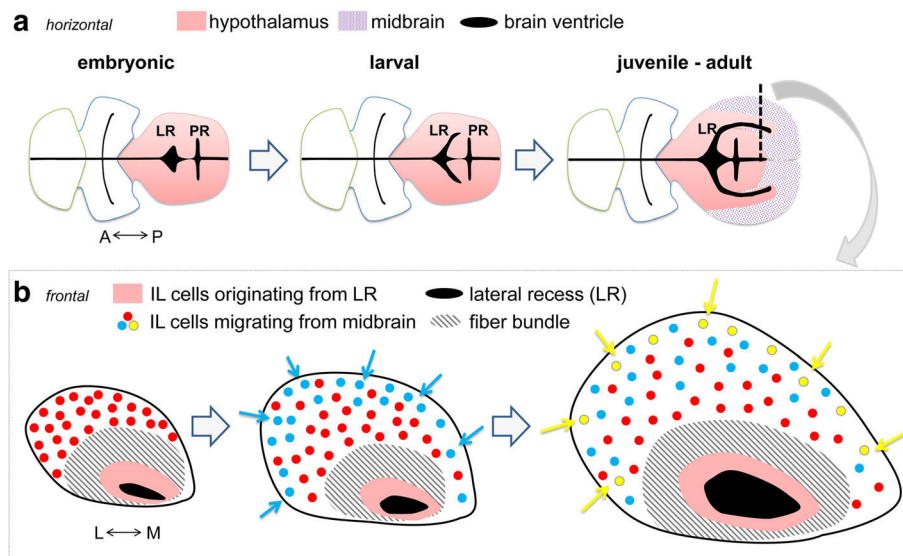 a horizontal hypothalamus midbrain brain ventricle
embryonic larval juvenile - adult
LR PR LR PR LR
A P
b frontal IL cells originating from LR lateral recess (LR)
IL cells migrating from midbrain fiber bundle
L M